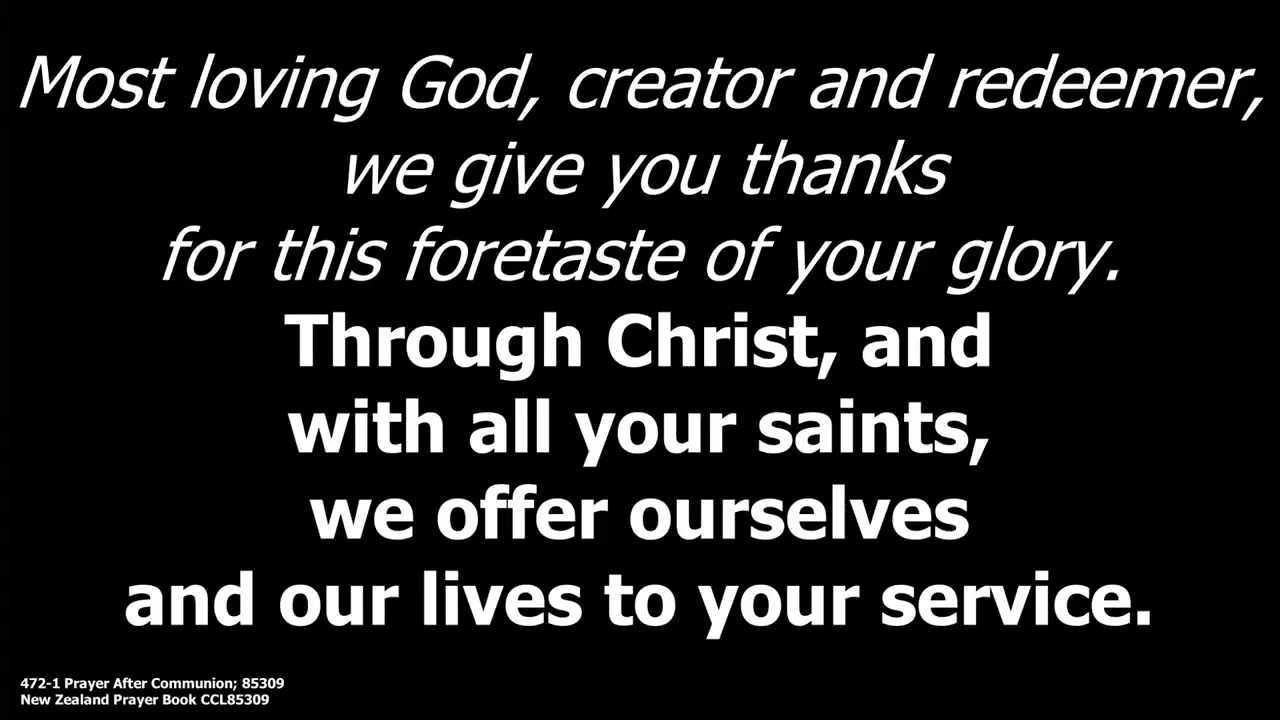 Most loving God, creator and redeemer,
we give you thanks
for this foretaste of your glory.
Through Christ, and
with all your saints,
we offer ourselves
and our lives to your service.
472-1 Prayer After Communion; 85309
New Zealand Prayer Book CCL85309